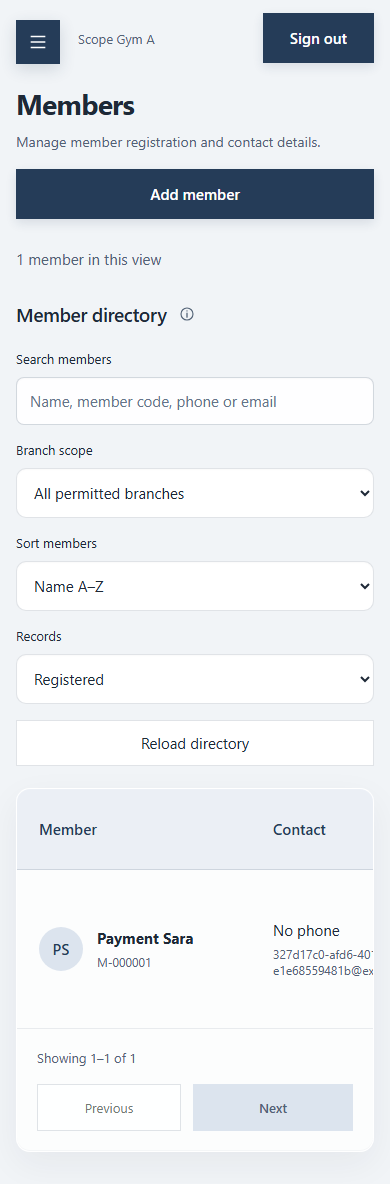 Scope Gym A
Sign out
Members
Manage member registration and contact details.
Add member
1 member in this view
Member directory
Search members
Name, member code, phone or email
Branch scope
All permitted branches
Sort members
Name A–Z
Records
Registered
Reload directory
Member Contact
PS
Payment Sara
M-000001
No phone
327d17c0-afd6-40
e1e68559481b@ex
Showing 1–1 of 1
Previous
Next